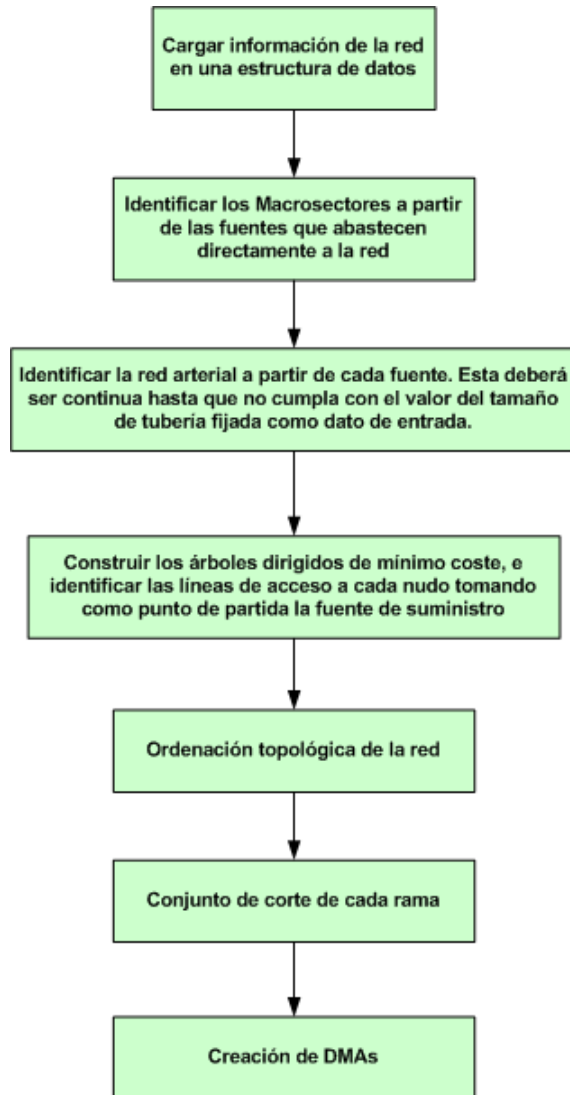 Cargar información de la red
en una estructura de datos
Identificar los Macrosectores a partir
de las fuentes que abastecen
directamente a la red
Identificar la red arterial a partir de cada fuente. Esta deberá
ser continua hasta que no cumpla con el valor del tamaño
de tubería fijada como dato de entrada.
Construir los árboles dirigidos de mínimo coste, e
identificar las líneas de acceso a cada nudo tomando
como punto de partida la fuente de suministro
Ordenación topológica de la red
Conjunto de corte de cada rama
Creación de DMAs